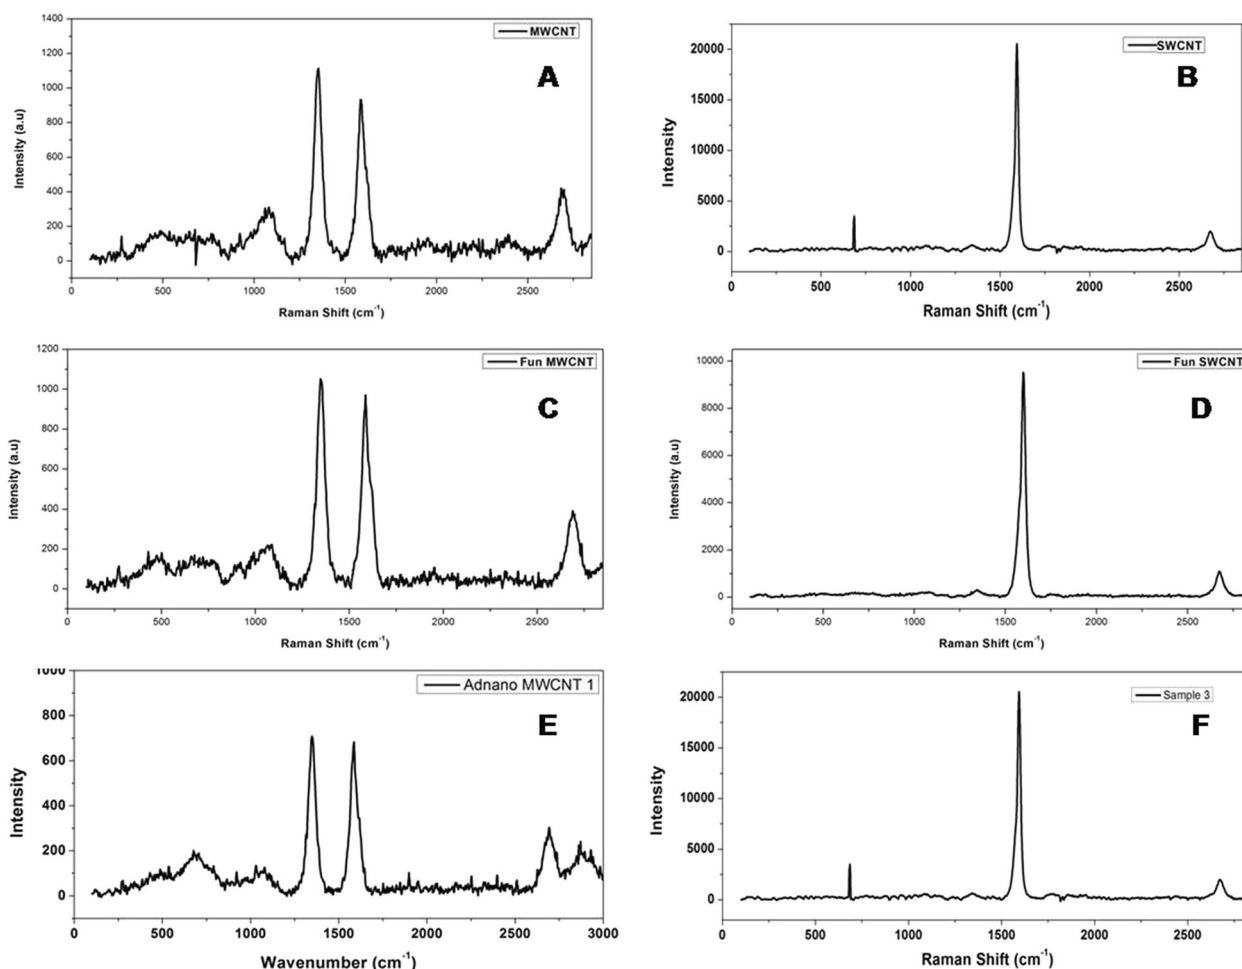 MWCNT
A
1400
1200
1000
800
600
400
200
0
Intensity (a.u)
0 500 1000 1500 2000 2500
Raman Shift (cm-1)
SWCNT
B
20000
15000
10000
5000
0
Intensity
0 500 1000 1500 2000 2500
Raman Shift (cm-1)
Fun MWCNT
C
1200
1000
800
600
400
200
0
Intensity (a.u)
0 500 1000 1500 2000 2500
Raman Shift (cm-1)
Fun SWCNT
D
10000
8000
6000
4000
2000
0
Intensity (a.u)
0 500 1000 1500 2000 2500
Raman Shift (cm-1)
Adnano MWCNT 1
E
1000
800
600
400
200
0
Intensity
0 500 1000 1500 2000 2500 3000
Wavenumber (cm-1)
Sample 3
F
20000
15000
10000
5000
0
Intensity
0 500 1000 1500 2000 2500
Raman Shift (cm-1)